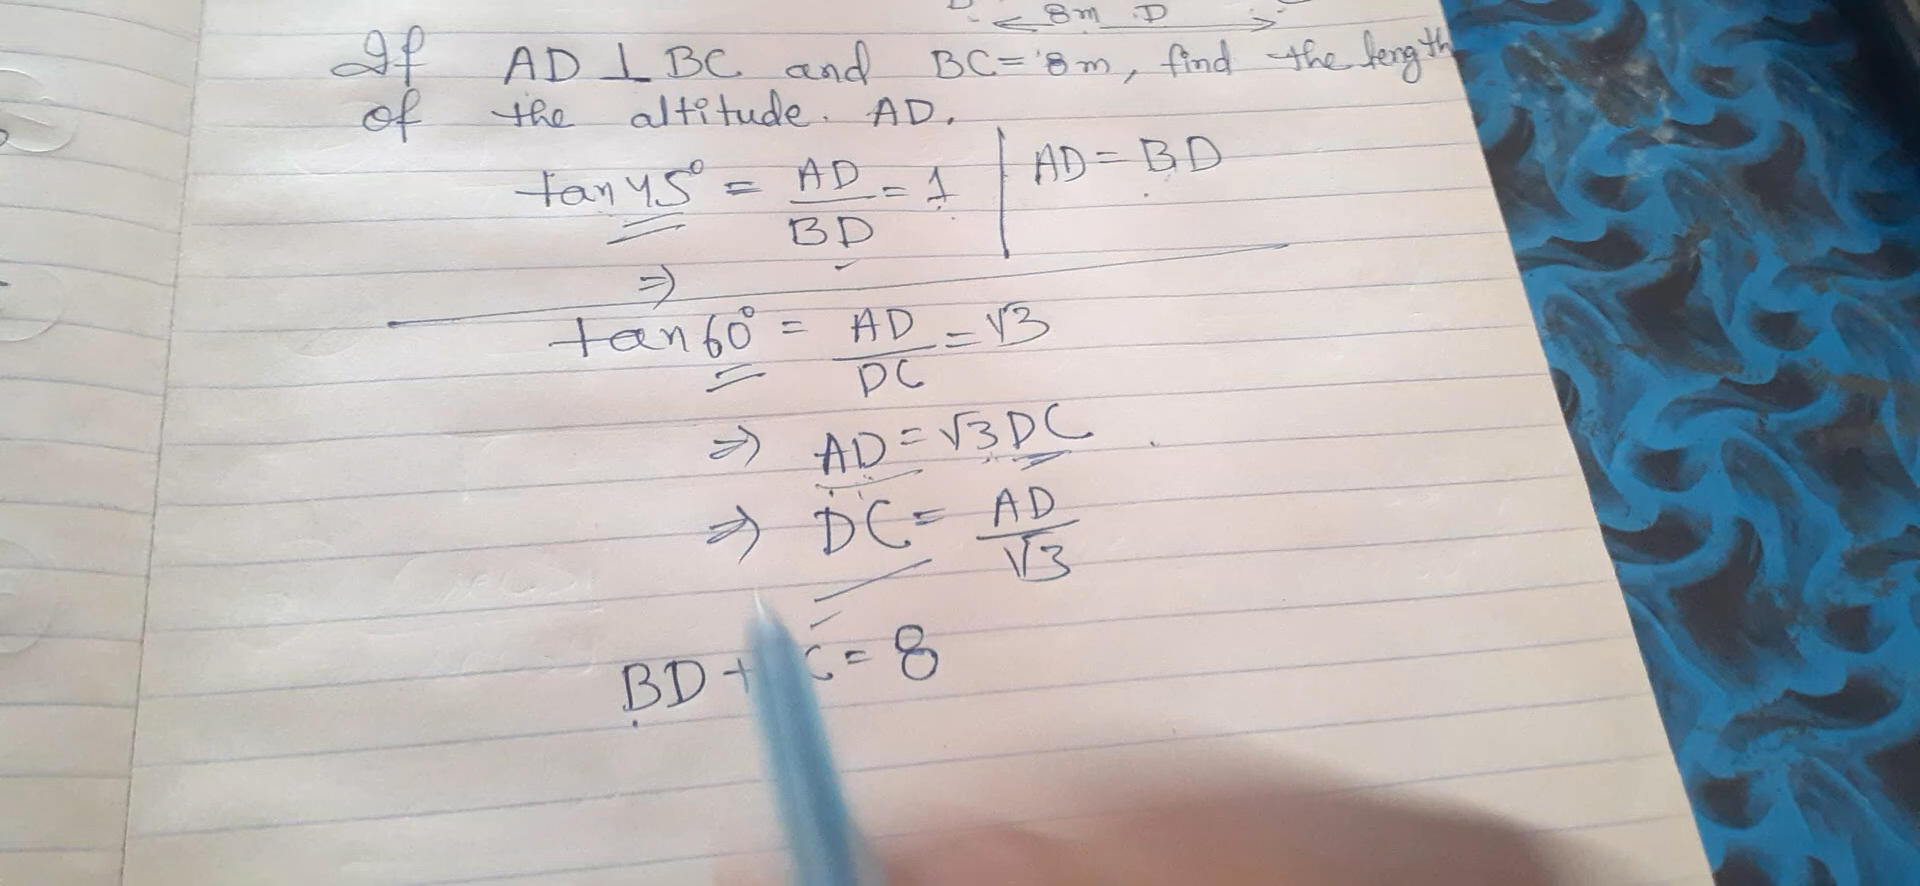 8m D
If AD ⊥ BC and BC = 8m, find the length
of the altitude. AD.
tan 45° = AD/BD = 1 | AD = BD
⇒
tan 60° = AD/DC = √3
⇒ AD = √3 DC
⇒ DC = AD/√3
BD + C = 8